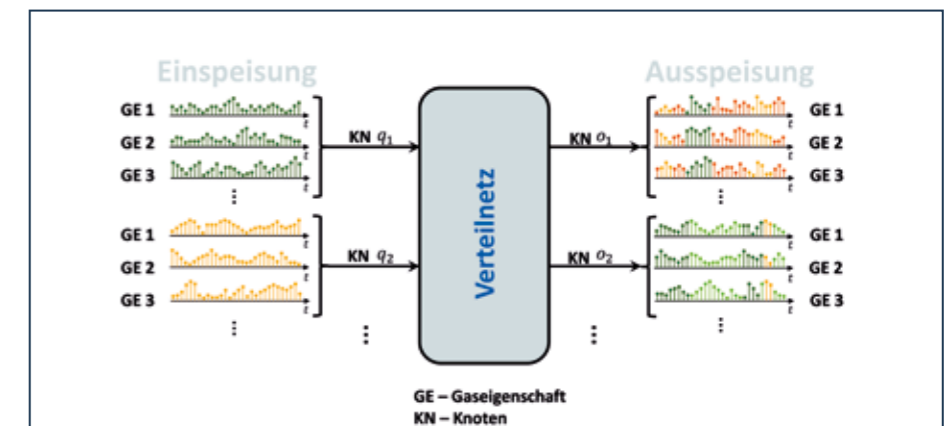 Einspeisung
GE 1
t
GE 2
t
GE 3
t
⋮
KN q₁
GE 1
t
GE 2
t
GE 3
t
⋮
KN q₂
⋮
Verteilnetz
Ausspeisung
KN o₁
GE 1
t
GE 2
t
GE 3
t
⋮
KN o₂
GE 1
t
GE 2
t
GE 3
t
⋮
⋮
GE – Gaseigenschaft
KN – Knoten